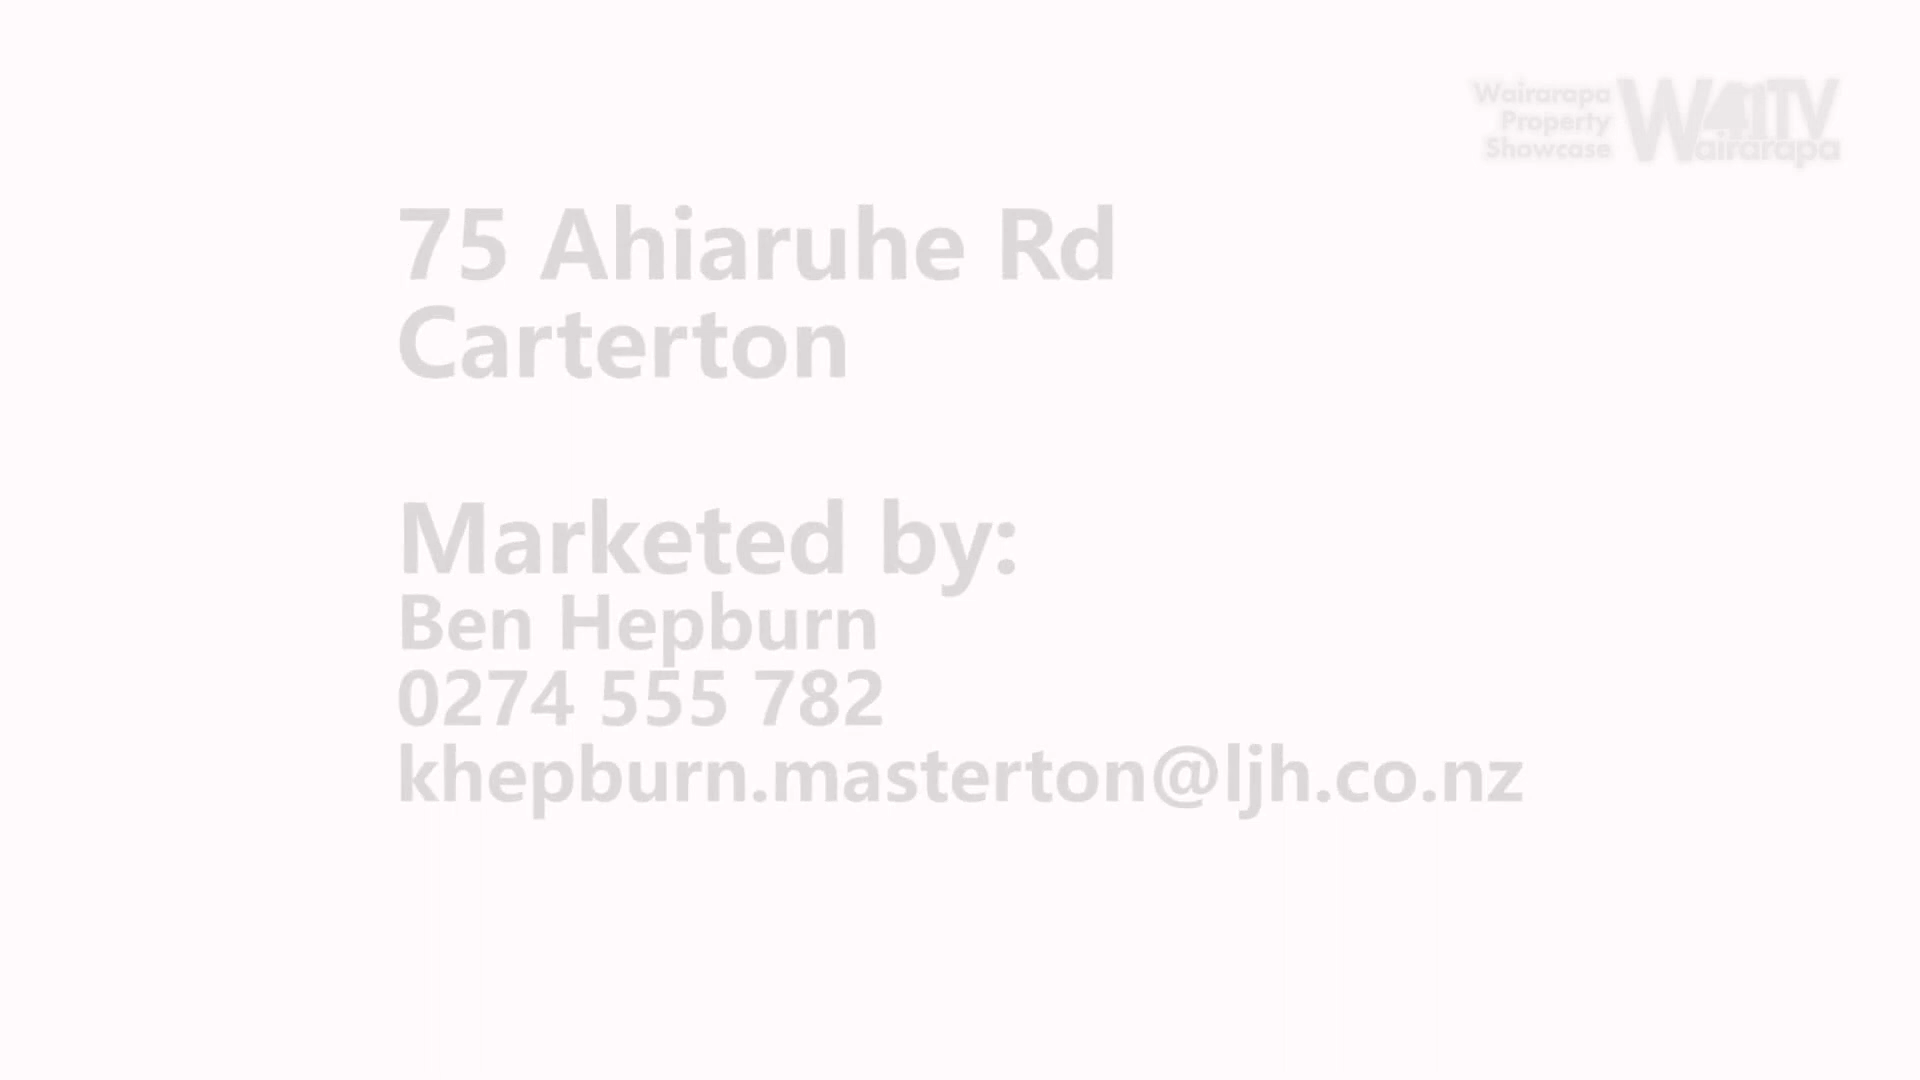 Wairarapa
Property
Showcase
W41TV
Wairarapa
75 Ahiaruhe Rd
Carterton
Marketed by:
Ben Hepburn
0274 555 782
khepburn.masterton@ljh.co.nz